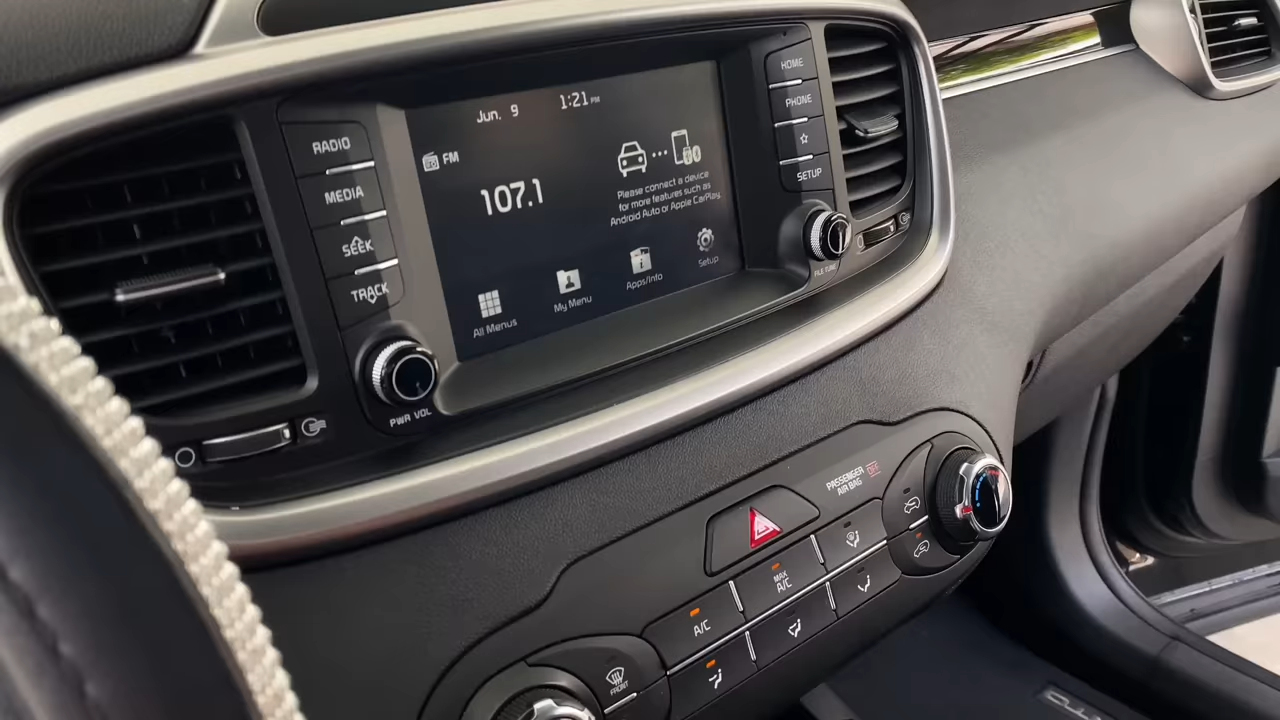 Jun. 9
1:21 PM
FM
107.1
Please connect a device
for more features such as
Android Auto or Apple CarPlay.
All Menus
My Menu
Apps/Info
Setup
RADIO
MEDIA
SEEK
TRACK
PWR VOL
HOME
PHONE
SETUP
FILE TUNE
PASSENGER
AIR BAG
OFF
MAX
A/C
A/C
FRONT